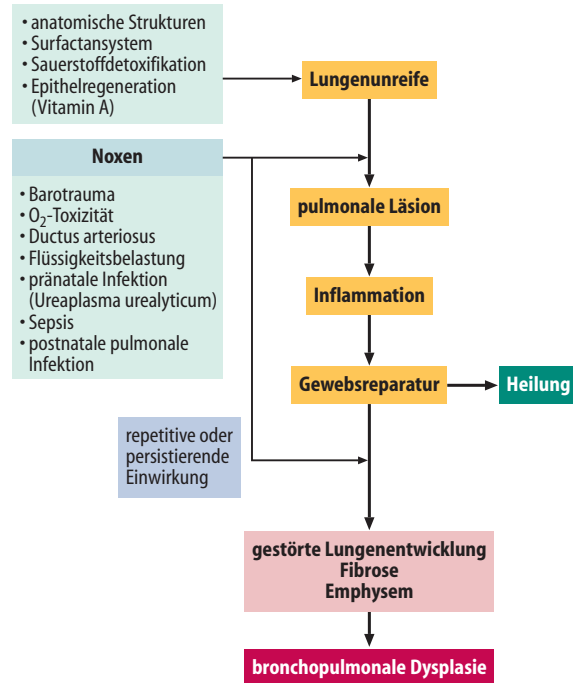 • anatomische Strukturen
• Surfactansystem
• Sauerstoffdetoxifikation
• Epithelregeneration
(Vitamin A)
Lungenunreife
Noxen
• Barotrauma
• O₂-Toxizität
• Ductus arteriosus
• Flüssigkeitsbelastung
• pränatale Infektion
(Ureaplasma urealyticum)
• Sepsis
• postnatale pulmonale
Infektion
pulmonale Läsion
Inflammation
Gewebsreparatur
Heilung
repetitive oder
persistierende
Einwirkung
gestörte Lungenentwicklung
Fibrose
Emphysem
bronchopulmonale Dysplasie